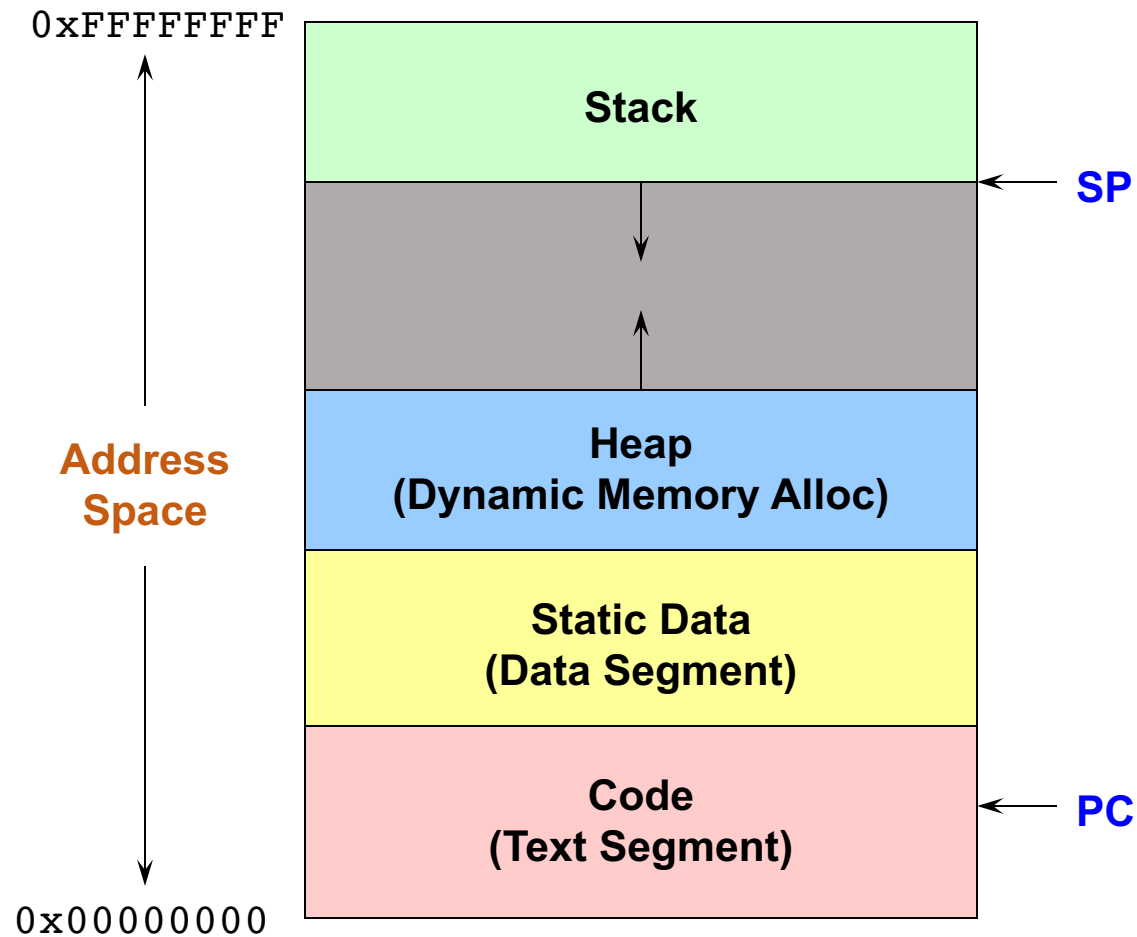 0xFFFFFFFF
Stack
SP
Heap
(Dynamic Memory Alloc)
Address
Space
Static Data
(Data Segment)
Code
(Text Segment)
PC
0x00000000